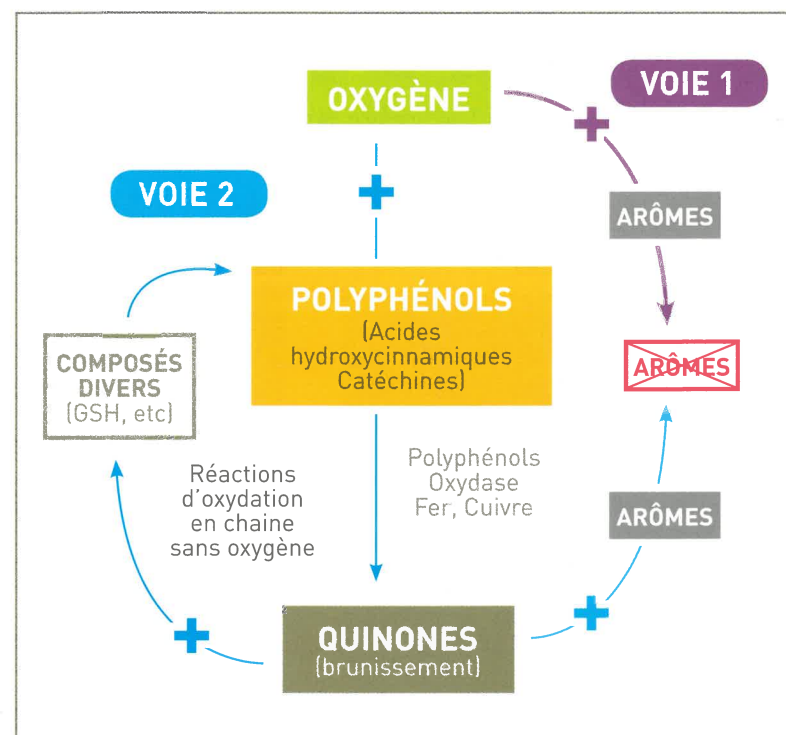 OXYGÈNE
VOIE 1
VOIE 2
ARÔMES
POLYPHÉNOLS
(Acides
hydroxycinnamiques
Catéchines)
COMPOSÉS
DIVERS
(GSH, etc)
ARÔMES
Réactions
d'oxydation
en chaine
sans oxygène
Polyphénols
Oxydase
Fer, Cuivre
ARÔMES
QUINONES
(brunissement)